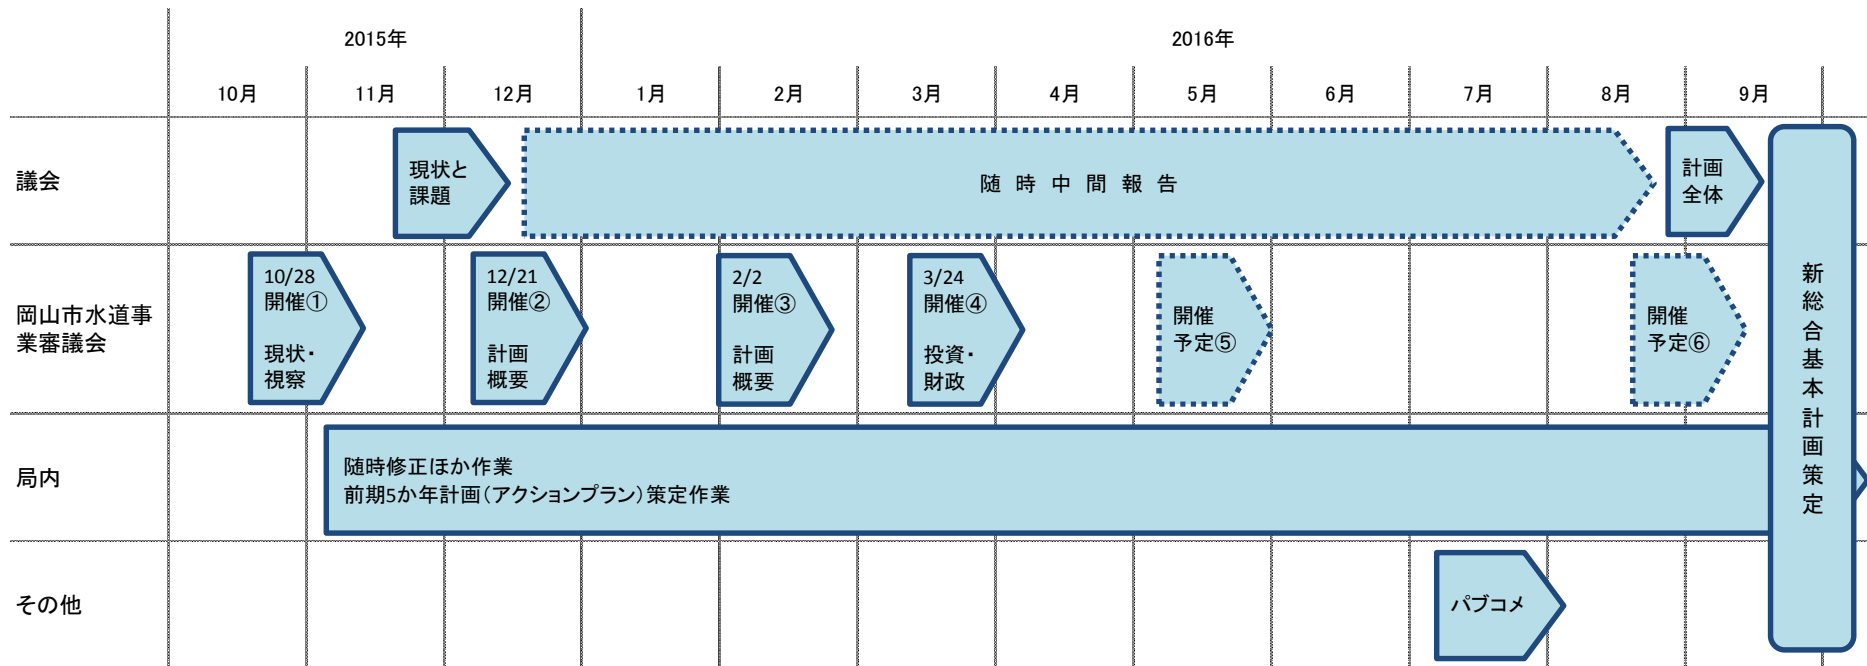 2015年
2016年
10月
11月
12月
1月
2月
3月
4月
5月
6月
7月
8月
9月
議会
現状と
課題
随時中間報告
計画
全体
岡山市水道事
業審議会
10/28
開催①
現状・
視察
12/21
開催②
計画
概要
2/2
開催③
計画
概要
3/24
開催④
投資・
財政
開催
予定⑤
開催
予定⑥
局内
随時修正ほか作業
前期5か年計画(アクションプラン)策定作業
その他
パブコメ
新総合基本計画策定